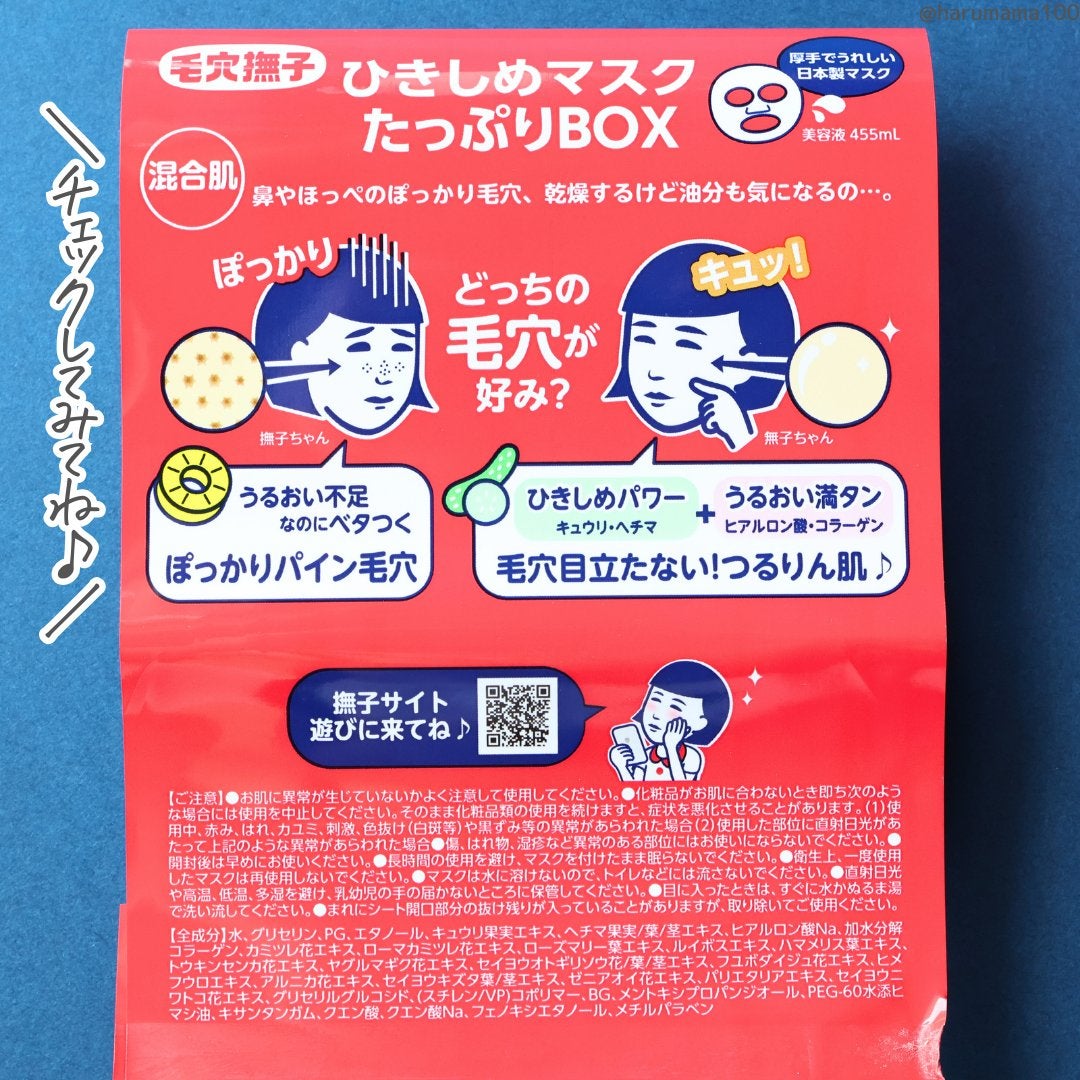 @harumama100
毛穴撫子
ひきしめマスク
たっぷりBOX
厚手でうれしい
日本製マスク
美容液 455mL
混合肌
鼻やほっぺのぽっかり毛穴、乾燥するけど油分も気になるの…。
チェックしてみてね♪
ぽっかり
どっちの
毛穴が
好み?
キュッ!
撫子ちゃん
無子ちゃん
うるおい不足
なのにベタつく
ぽっかりパイン毛穴
ひきしめパワー
キュウリ・ヘチマ
+
うるおい満タン
ヒアルロン酸・コラーゲン
毛穴目立たない!つるりん肌♪
撫子サイト
遊びに来てね♪
【ご注意】●お肌に異常が生じていないかよく注意して使用してください。●化粧品がお肌に合わないとき即ち次のよう
な場合には使用を中止してください。そのまま化粧品類の使用を続けますと、症状を悪化させることがあります。(1)使
用中、赤み、はれ、カユミ、刺激、色抜け(白斑等)や黒ずみ等の異常があらわれた場合(2)使用した部位に直射日光があ
たって上記のような異常があらわれた場合●傷、はれ物、湿疹など異常のある部位にはお使いにならないでください。●
開封後は早めにお使いください。●長時間の使用を避け、マスクを付けたまま眠らないでください。●衛生上、一度使用
したマスクは再使用しないでください。●マスクは水に溶けないので、トイレなどには流さないでください。●直射日光
や高温、低温、多湿を避け、乳幼児の手の届かないところに保管してください。●目に入ったときは、すぐに水かぬるま湯
で洗い流してください。●まれにシート開口部分の抜け残りが入っていることがありますが、取り除いてご使用ください。
【全成分】水、グリセリン、PG、エタノール、キュウリ果実エキス、ヘチマ果実/葉/茎エキス、ヒアルロン酸Na、加水分解
コラーゲン、カミツレ花エキス、ローマカミツレ花エキス、ローズマリー葉エキス、ルイボスエキス、ハマメリス葉エキス、
トウキンセンカ花エキス、ヤグルマギク花エキス、セイヨウオトギリソウ花/葉/茎エキス、フユボダイジュ花エキス、ヒメ
フウロエキス、アルニカ花エキス、セイヨウキズタ葉/茎エキス、ゼニアオイ花エキス、パリエタリアエキス、セイヨウニ
ワトコ花エキス、グリセリルグルコシド、(スチレン/VP)コポリマー、BG、メントキシプロパンジオール、PEG-60水添ヒ
マシ油、キサンタンガム、クエン酸、クエン酸Na、フェノキシエタノール、メチルパラベン